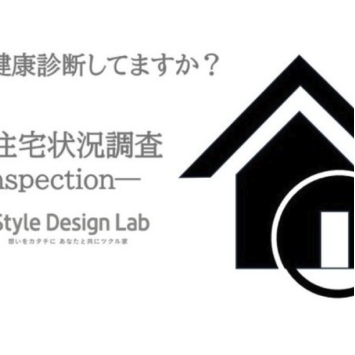 健康診断してますか？
住宅状況調査
nspection―
Style Design Lab
想いをカタチに あなたと共にツクル家